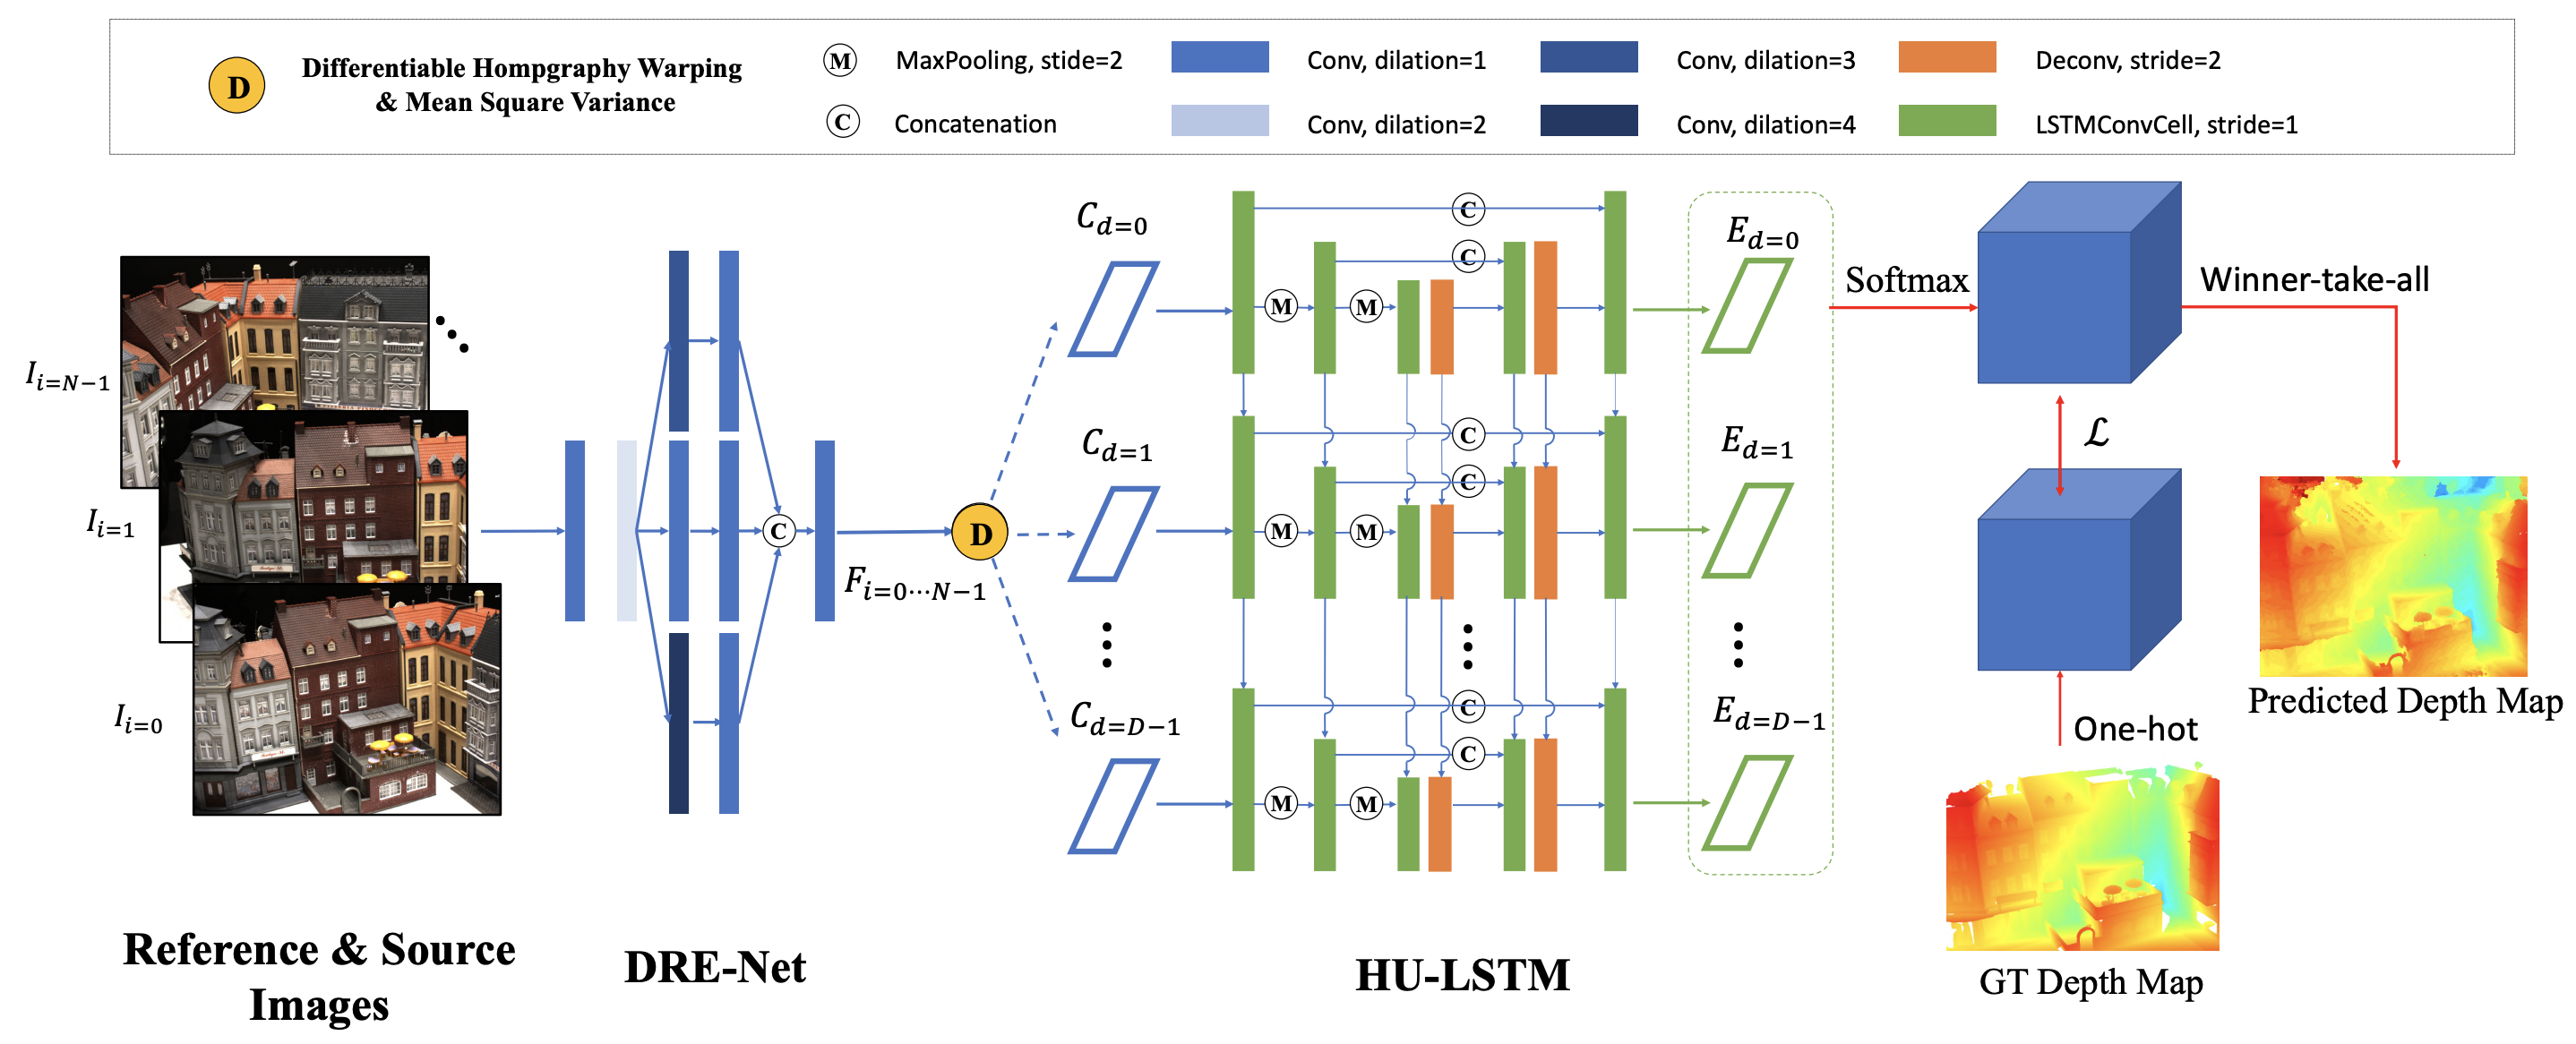 D
Differentiable Hompgraphy Warping
& Mean Square Variance
M MaxPooling, stide=2
C Concatenation
Conv, dilation=1
Conv, dilation=2
Conv, dilation=3
Conv, dilation=4
Deconv, stride=2
LSTMConvCell, stride=1
I_{i=N-1}
I_{i=1}
I_{i=0}
Reference & Source
Images
C
DRE-Net
F_{i=0⋯N-1}
D
C_{d=0}
C_{d=1}
C_{d=D-1}
C
C
M M
C
C
M M
C
C
M M
HU-LSTM
E_{d=0}
E_{d=1}
E_{d=D-1}
Softmax
Winner-take-all
ℒ
One-hot
GT Depth Map
Predicted Depth Map